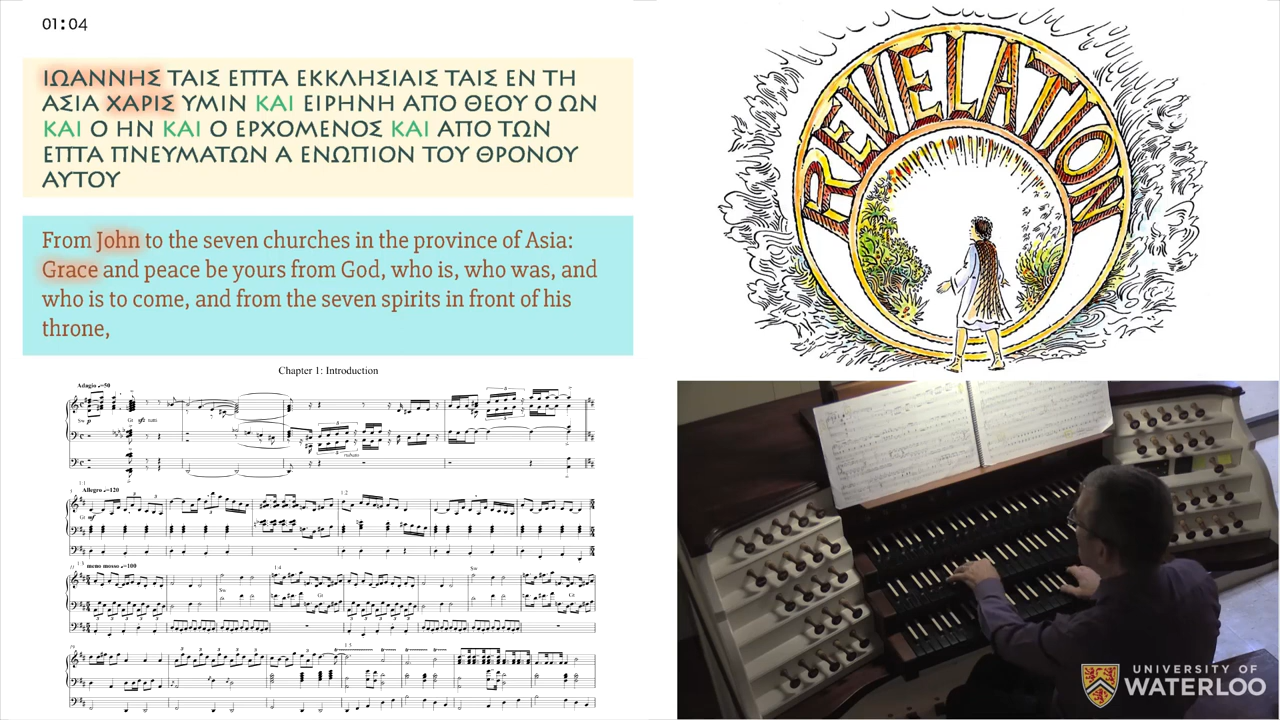 01:04
ΙΩΑΝΝΗΣ ΤΑΙΣ ΕΠΤΑ ΕΚΚΛΗΣΙΑΙΣ ΤΑΙΣ ΕΝ ΤΗ
ΑΣΙΑ ΧΑΡΙΣ ΥΜΙΝ ΚΑΙ ΕΙΡΗΝΗ ΑΠΟ ΘΕΟΥ Ο ΩΝ
ΚΑΙ Ο ΗΝ ΚΑΙ Ο ΕΡΧΟΜΕΝΟΣ ΚΑΙ ΑΠΟ ΤΩΝ
ΕΠΤΑ ΠΝΕΥΜΑΤΩΝ Α ΕΝΩΠΙΟΝ ΤΟΥ ΘΡΟΝΟΥ
ΑΥΤΟΥ
From John to the seven churches in the province of Asia:
Grace and peace be yours from God, who is, who was, and
who is to come, and from the seven spirits in front of his
throne,
Chapter 1: Introduction
Adagio ♩=50
Allegro ♩=120
meno mosso ♩=100
REVELATION
UNIVERSITY OF
WATERLOO